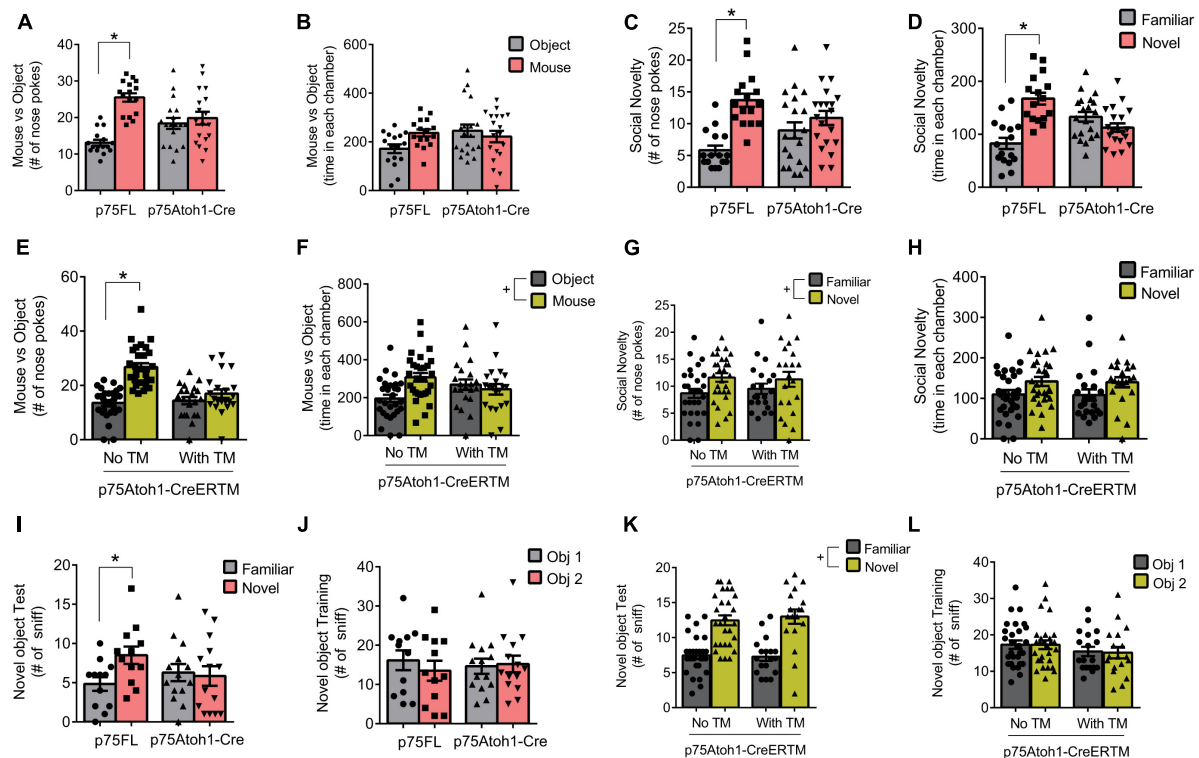 A
Mouse vs Object
(# of nose pokes)
40
30
20
10
0
*
p75FL
p75Atoh1-Cre
B
Mouse vs Object
(time in each chamber)
600
400
200
0
Object
Mouse
p75FL
p75Atoh1-Cre
C
Social Novelty
(# of nose pokes)
25
20
15
10
5
0
*
p75FL
p75Atoh1-Cre
D
Social Novelty
(time in each chamber)
300
200
100
0
*
Familiar
Novel
p75FL
p75Atoh1-Cre
E
Mouse vs Object
(# of nose pokes)
60
40
20
0
*
No TM
With TM
p75Atoh1-CreERTM
F
Mouse vs Object
(time in each chamber)
800
600
400
200
0
+
Object
Mouse
No TM
With TM
p75Atoh1-CreERTM
G
Social Novelty
(# of nose pokes)
25
20
15
10
5
0
+
Familiar
Novel
No TM
With TM
p75Atoh1-CreERTM
H
Social Novelty
(time in each chamber)
400
300
200
100
0
Familiar
Novel
No TM
With TM
p75Atoh1-CreERTM
I
Novel object Test
(# of sniff)
20
15
10
5
0
*
Familiar
Novel
p75FL
p75Atoh1-Cre
J
Novel object Training
(# of sniff)
40
30
20
10
0
Obj 1
Obj 2
p75FL
p75Atoh1-Cre
K
Novel object Test
(# of sniff)
25
20
15
10
5
0
+
Familiar
Novel
No TM
With TM
p75Atoh1-CreERTM
L
Novel object Training
(# of sniff)
40
30
20
10
0
Obj 1
Obj 2
No TM
With TM
p75Atoh1-CreERTM